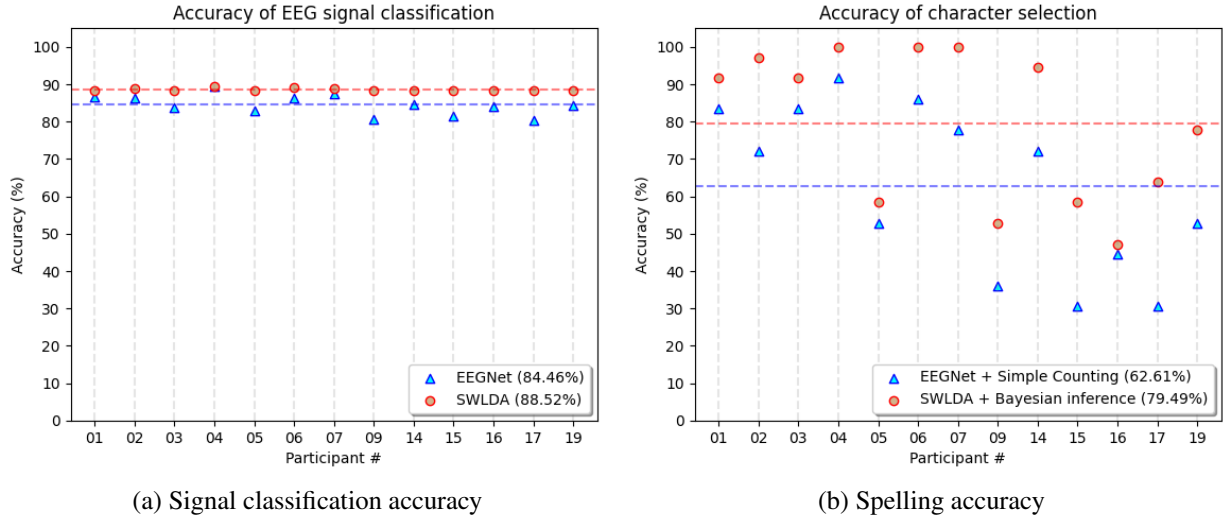 Accuracy of EEG signal classification
100
90
80
70
60
50
40
30
20
10
0
Accuracy (%)
EEGNet (84.46%)
SWLDA (88.52%)
01 02 03 04 05 06 07 09 14 15 16 17 19
Participant #
(a) Signal classification accuracy
Accuracy of character selection
100
90
80
70
60
50
40
30
20
10
0
Accuracy (%)
EEGNet + Simple Counting (62.61%)
SWLDA + Bayesian inference (79.49%)
01 02 03 04 05 06 07 09 14 15 16 17 19
Participant #
(b) Spelling accuracy